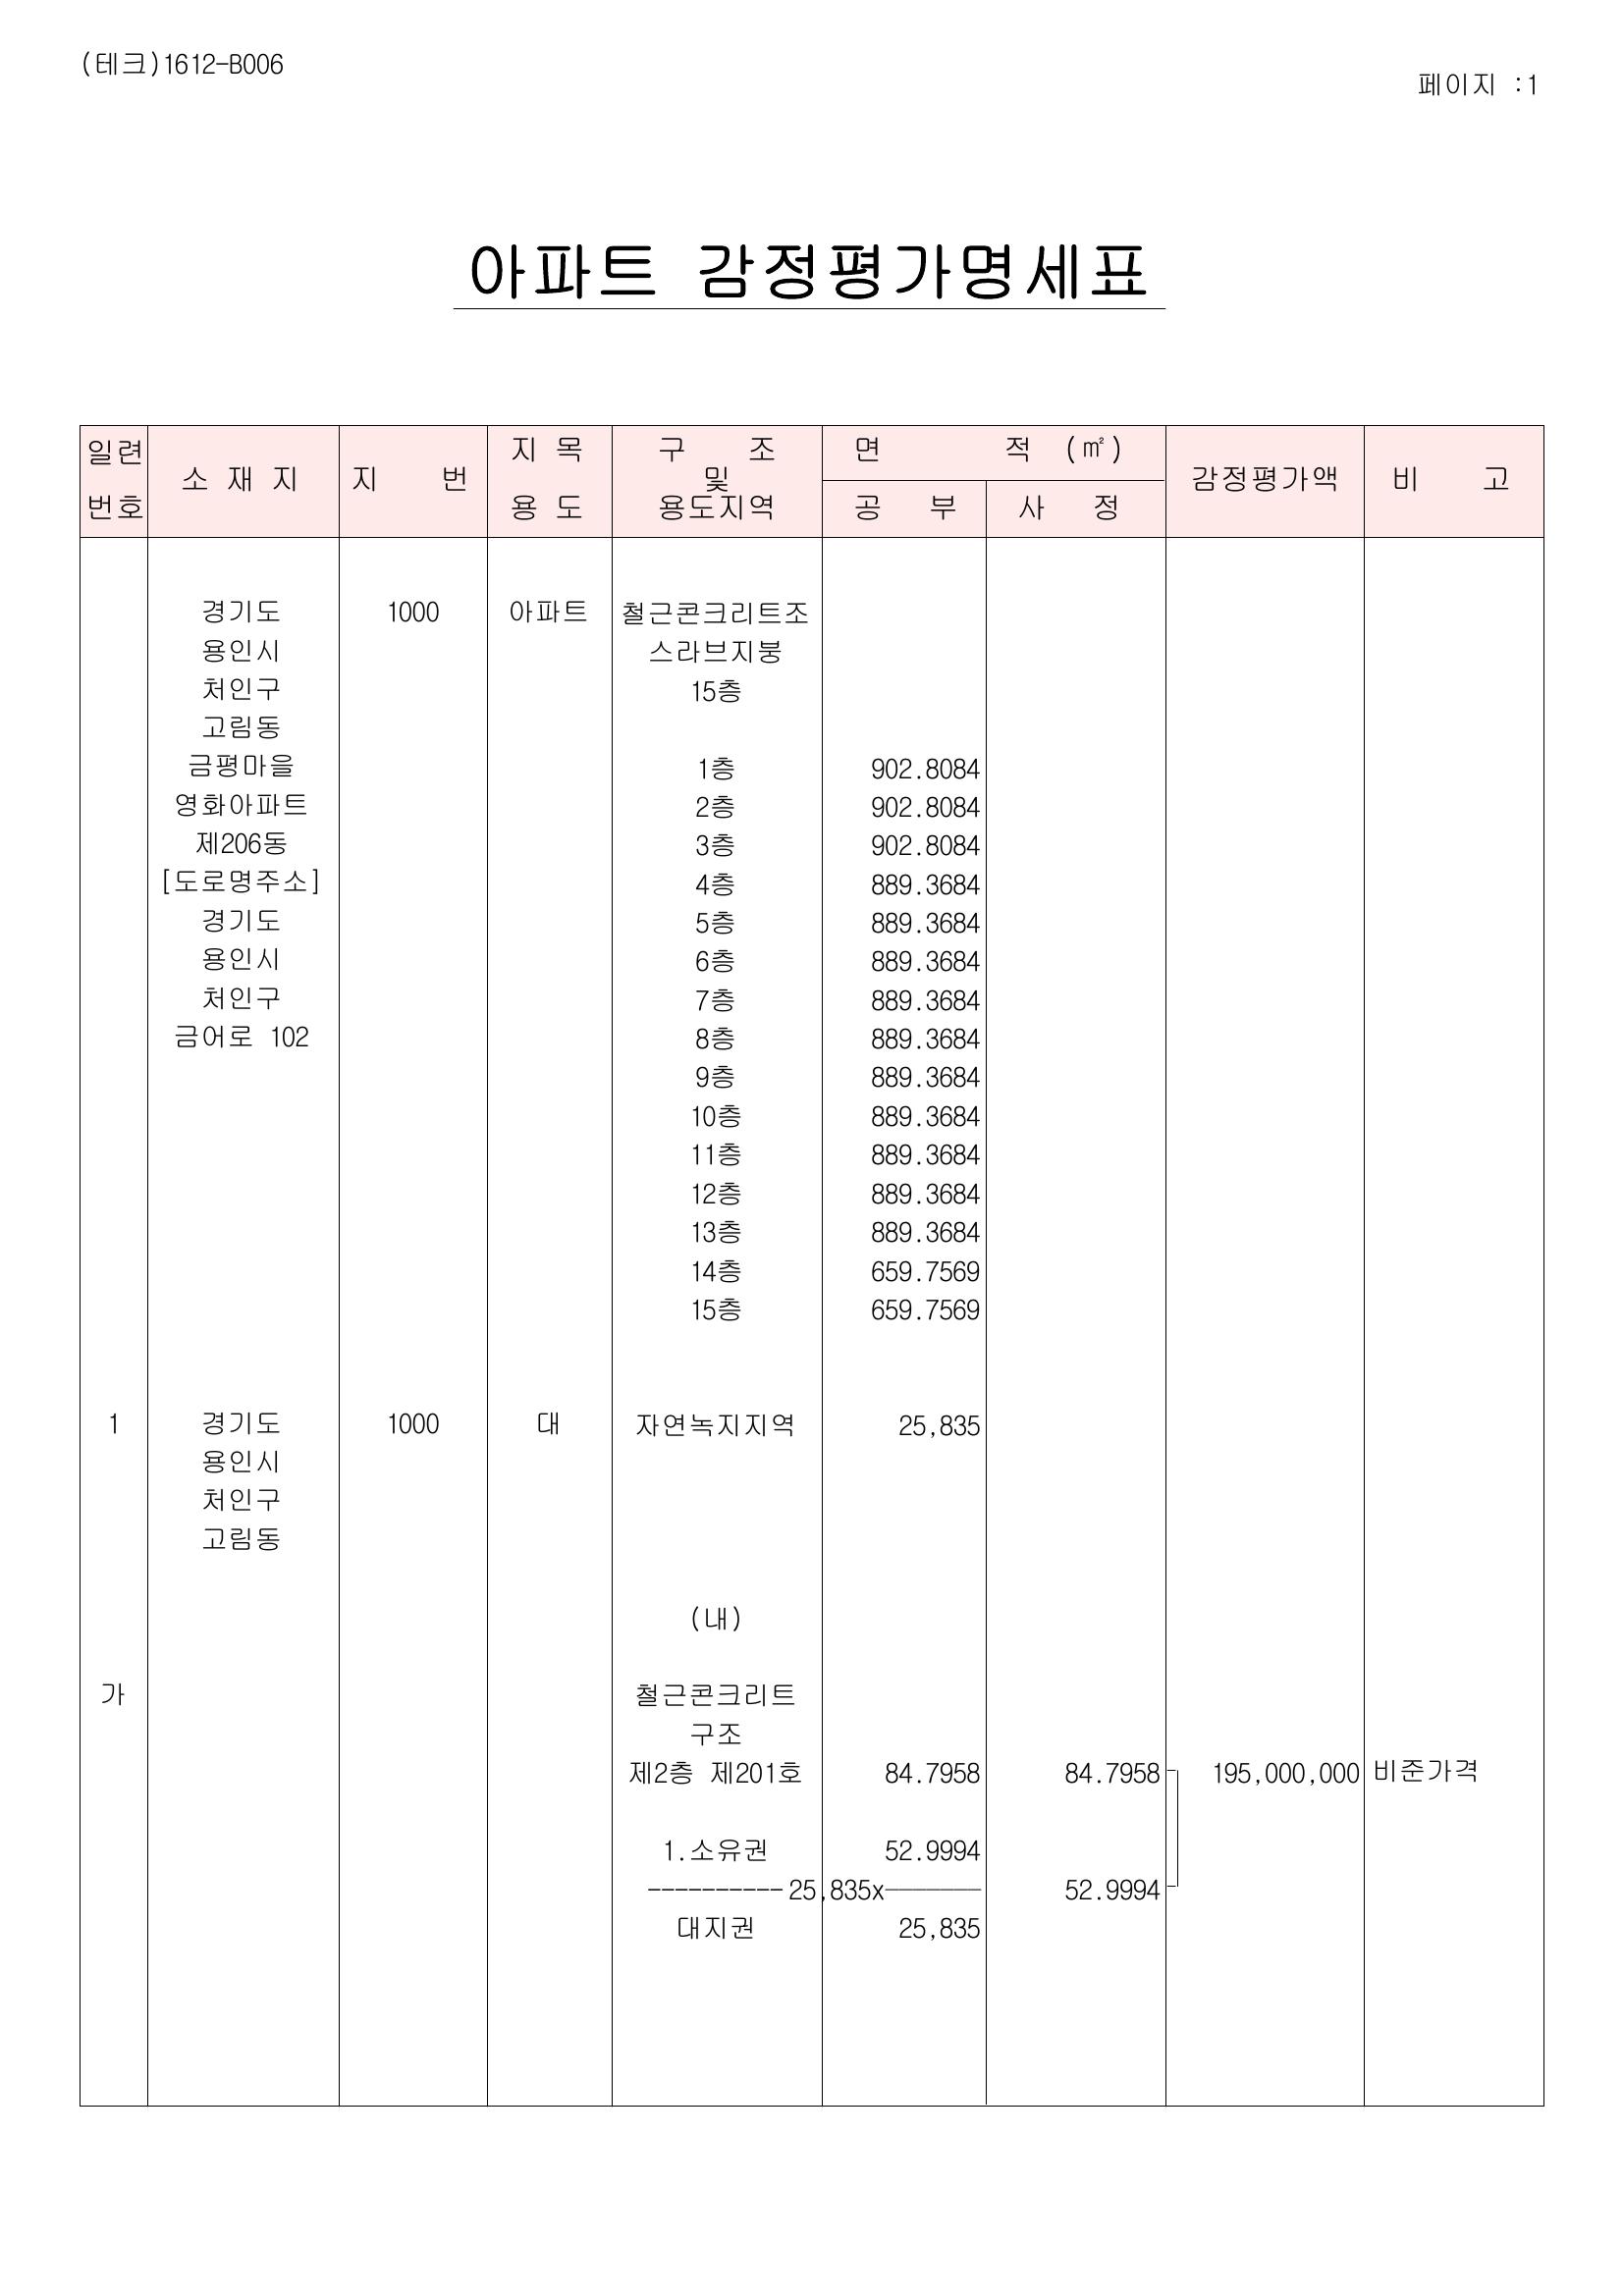 (테크)1612-B006
페이지 :1
아파트 감정평가명세표
일련 번호 소 재 지 지 번 지 목 용 도 구 조 및 용도지역 면 적 (㎡) 공 부 사 정 감정평가액 비 고
경기도 1000 아파트 철근콘크리트조
용인시 스라브지붕
처인구 15층
고림동
금평마을 1층 902.8084
영화아파트 2층 902.8084
제206동 3층 902.8084
[도로명주소] 4층 889.3684
경기도 5층 889.3684
용인시 6층 889.3684
처인구 7층 889.3684
금어로 102 8층 889.3684
9층 889.3684
10층 889.3684
11층 889.3684
12층 889.3684
13층 889.3684
14층 659.7569
15층 659.7569
1 경기도 1000 대 자연녹지지역 25,835
용인시
처인구
고림동
(내)
가 철근콘크리트
구조
제2층 제201호 84.7958 84.7958 195,000,000 비준가격
1.소유권 52.9994
---------- 25,835x─────── 52.9994
대지권 25,835